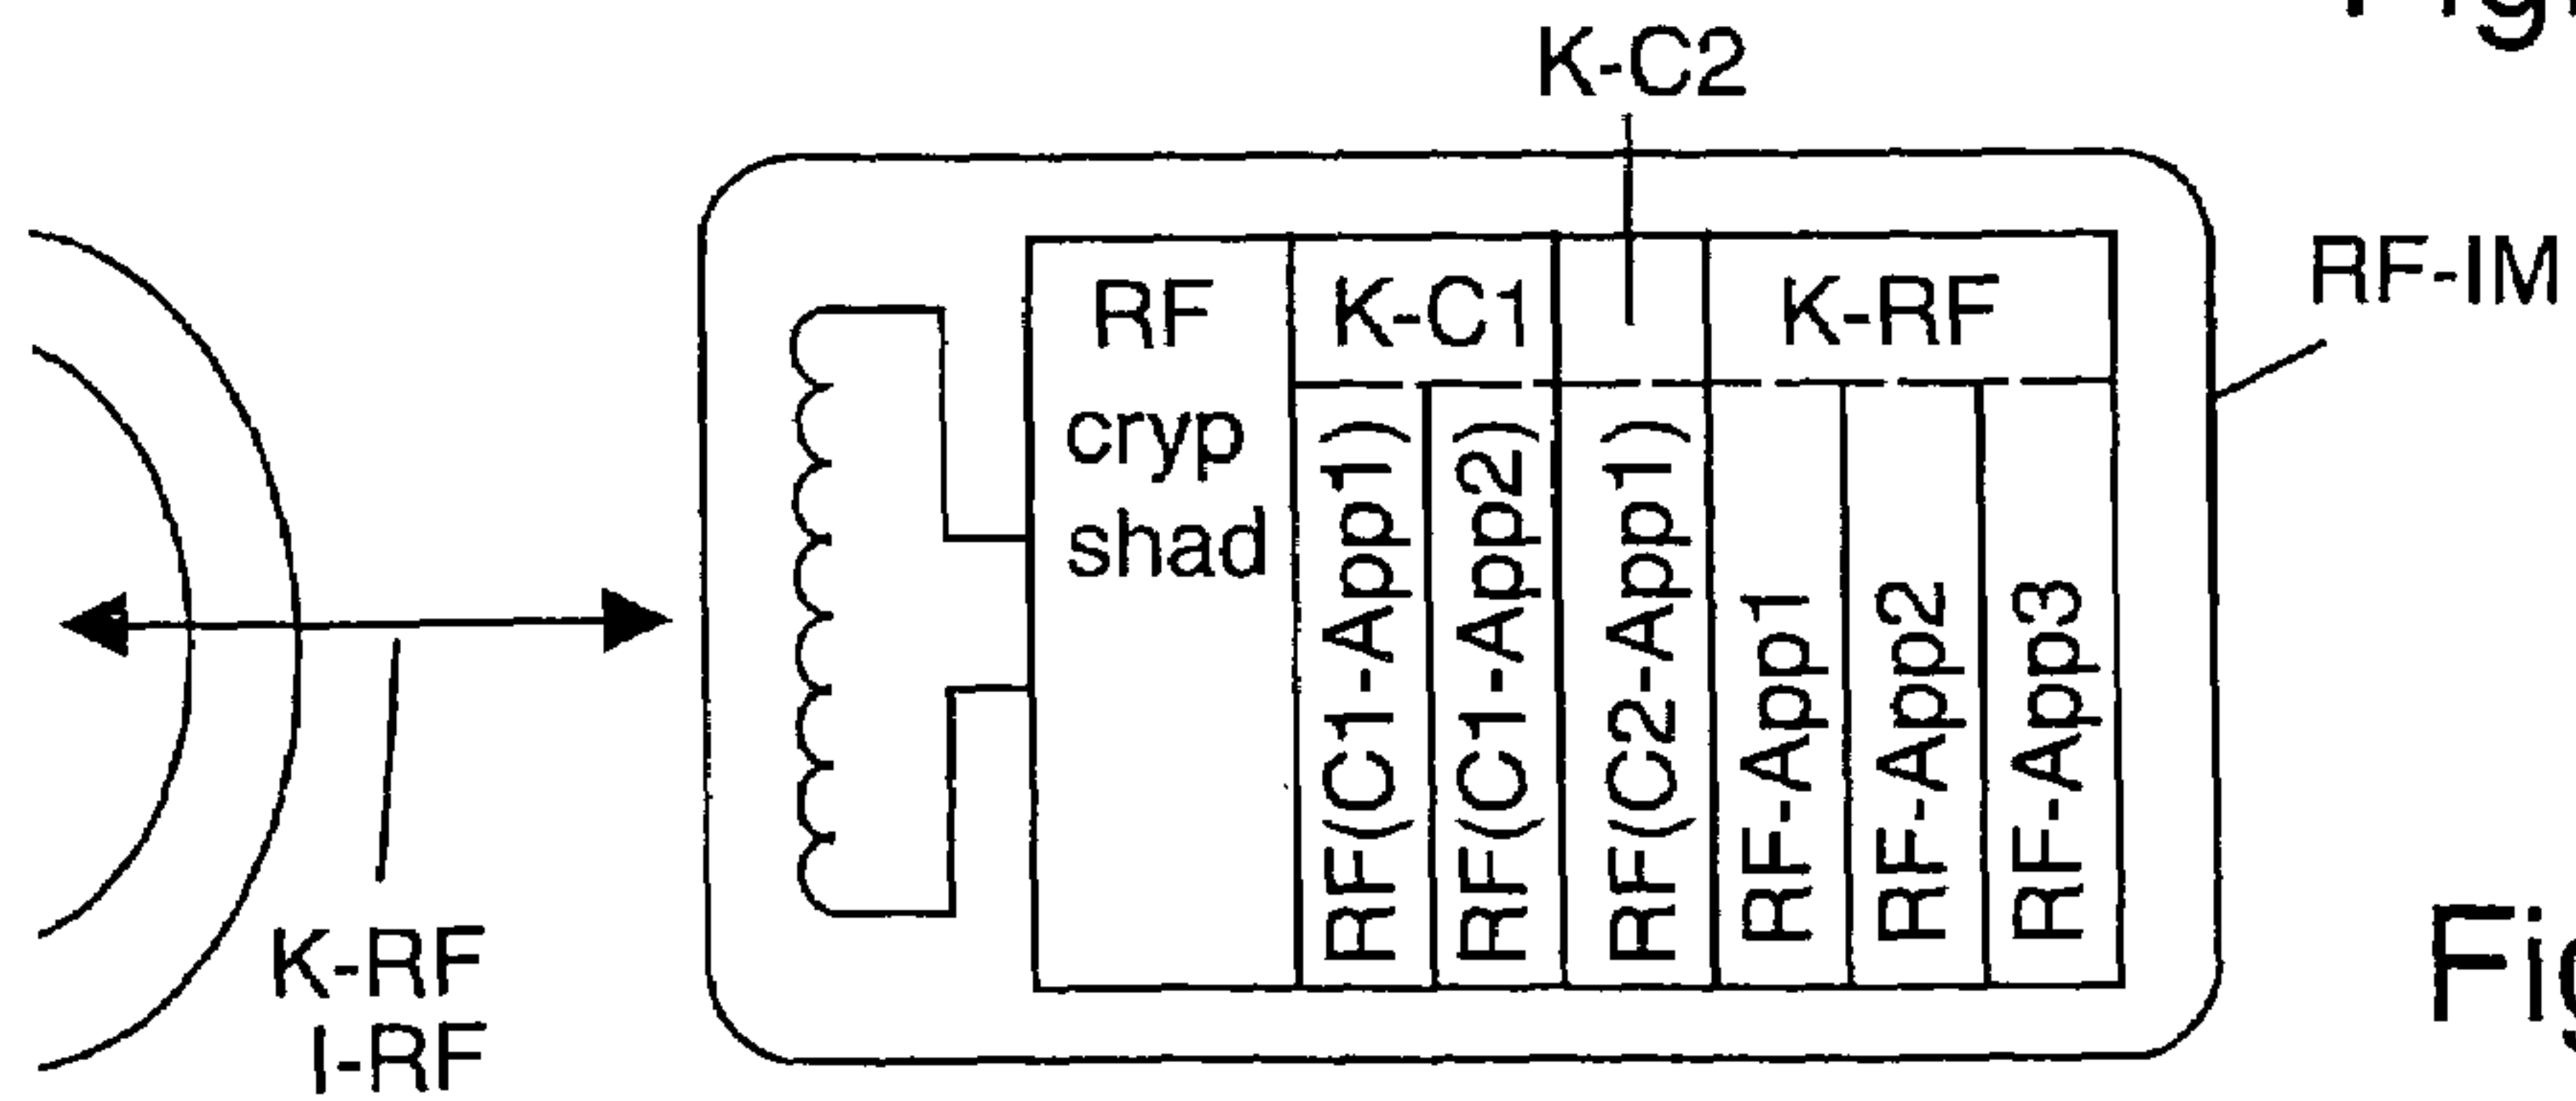 K-C2
RF-IM
RF
cryp
shad
K-C1
K-RF
RF(C1-App1)
RF(C1-App2)
RF(C2-App1)
RF-App1
RF-App2
RF-App3
K-RF
I-RF